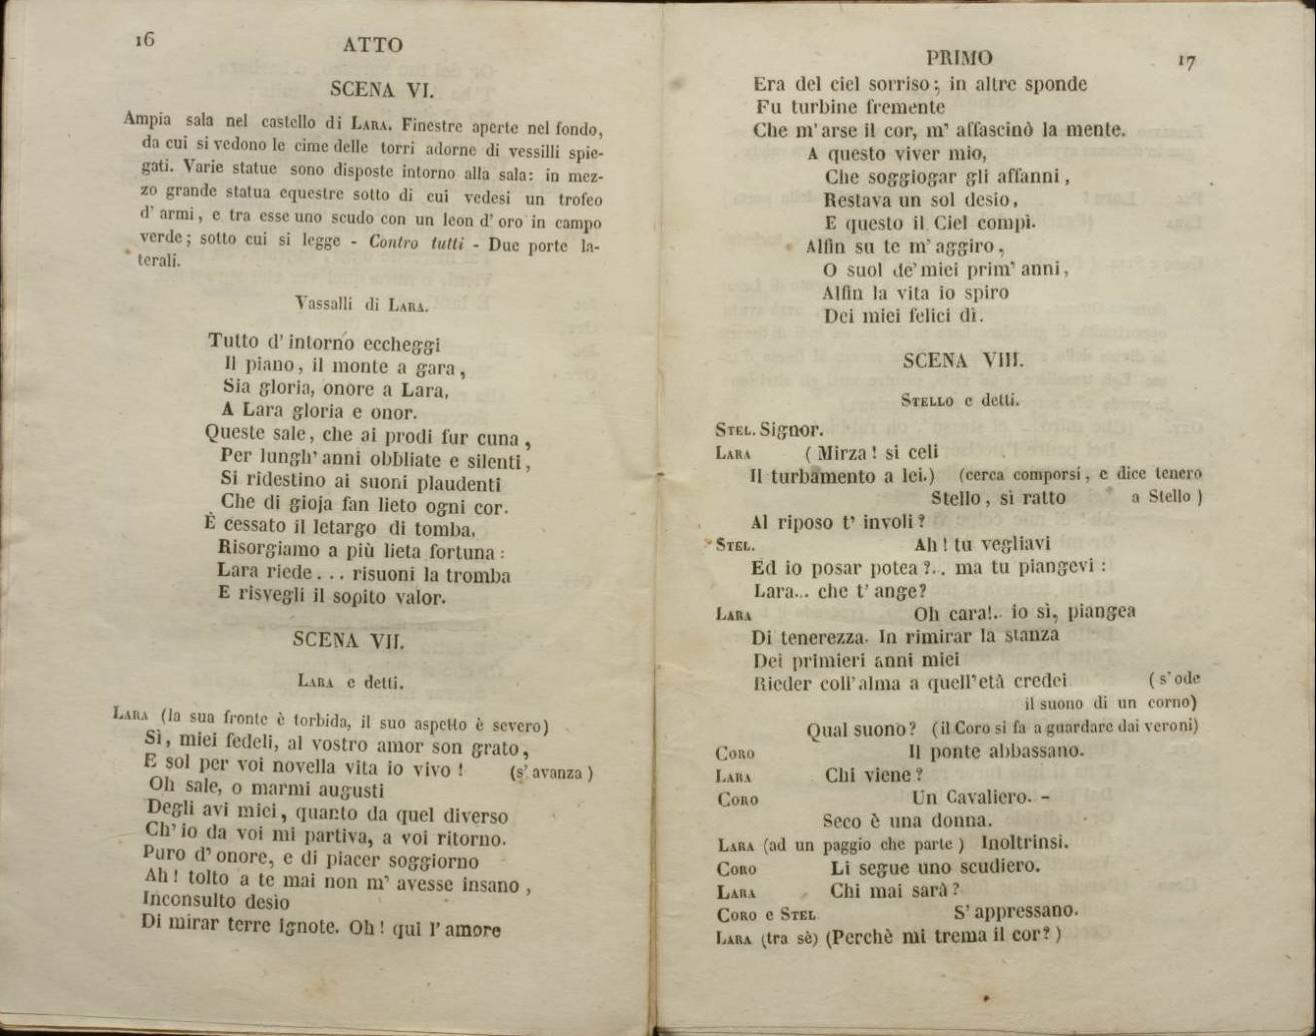 16
ATTO
SCENA VI.
Ampia sala nel castello di LARA. Finestre aperte nel fondo,
da cui si vedono le cime delle torri adorne di vessilli spie-
gati. Varie statue sono disposte intorno alla sala: in mez-
zo grande statua equestre sotto di cui vedesi un trofeo
d' armi, e tra esse uno scudo con un leon d' oro in campo
verde; sotto cui si legge - Contro tutti - Due porte la-
terali.
Vassalli di LARA.
Tutto d' intorno eccheggi
Il piano, il monte a gara,
Sia gloria, onore a Lara,
A Lara gloria e onor.
Queste sale, che ai prodi fur cuna,
Per lungh' anni obbliate e silenti,
Si ridestino ai suoni plaudenti
Che di gioja fan lieto ogni cor.
È cessato il letargo di tomba,
Risorgiamo a più lieta fortuna:
Lara riede... risuoni la tromba
E risvegli il sopito valor.
SCENA VII.
LARA e detti.
LARA (la sua fronte è torbida, il suo aspetto è severo)
Sì, miei fedeli, al vostro amor son grato,
E sol per voi novella vita io vivo! (s' avanza)
Oh sale, o marmi augusti
Degli avi miei, quanto da quel diverso
Ch' io da voi mi partiva, a voi ritorno.
Puro d' onore, e di piacer soggiorno
Ah! tolto a te mai non m' avesse insano,
Inconsulto desio
Di mirar terre ignote. Oh! qui l' amore
PRIMO
17
Era del ciel sorriso; in altre sponde
Fu turbine fremente
Che m' arse il cor, m' affascinò la mente.
A questo viver mio,
Che soggiogar gli affanni,
Restava un sol desio,
E questo il Ciel compì.
Alfin su te m' aggiro,
O suol de' miei prim' anni,
Alfin la vita io spiro
Dei miei felici dì.
SCENA VIII.
STELLO e detti.
STEL. Signor.
LARA (Mirza! si celi
Il turbamento a lei.) (cerca comporsi, e dice tenero
Stello, sì ratto a Stello)
Al riposo t' involi?
STEL. Ah! tu vegliavi
Ed io posar potea?.. ma tu piangevi:
Lara... che t' ange?
LARA Oh cara!.. io sì, piangea
Di tenerezza. In rimirar la stanza
Dei primieri anni miei
Rieder coll' alma a quell' età credei (s' ode
il suono di un corno)
Qual suono? (il Coro si fa a guardare dai veroni)
CORO Il ponte abbassano.
LARA Chi viene?
CORO Un Cavaliero. -
Seco è una donna.
LARA (ad un paggio che parte) Inoltrinsi.
CORO Li segue uno scudiero.
LARA Chi mai sarà?
CORO e STEL S' appressano.
LARA (tra sè) (Perchè mi trema il cor?)